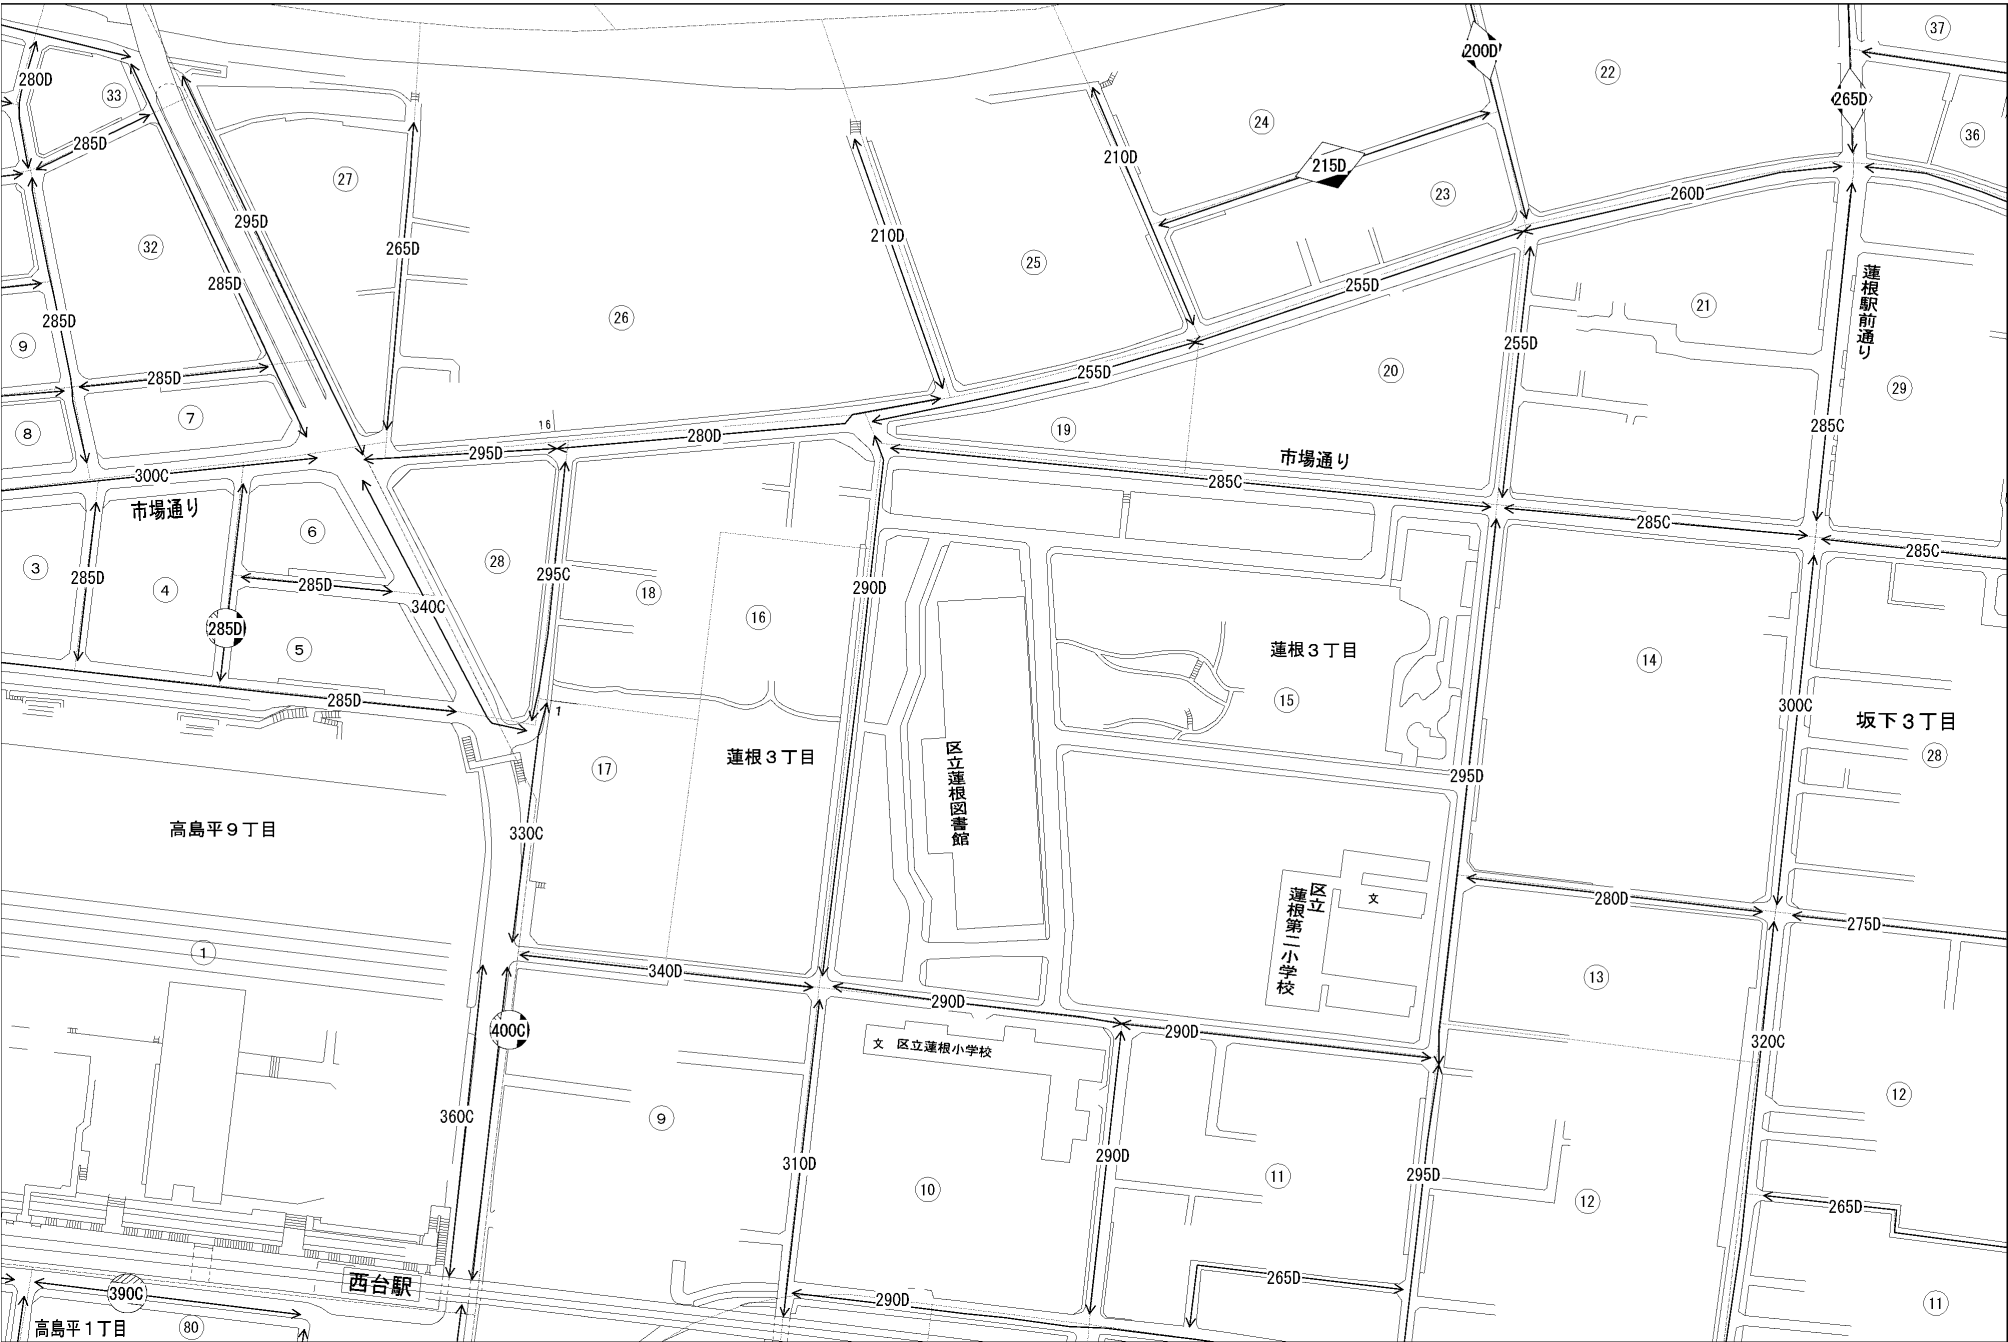 37
200D
280D
22
33
265D
24
36
285D
210D
215D
27
23
260D
295D
210D
32
265D
25
285D
255D
蓮根駅前通り
21
26
285D
9
255D
20
255D
285D
29
7
16
19
285C
8
280D
295D
市場通り
300C
285C
市場通り
285C
6
28
285C
3
285D
4
285D
295C
18
290D
340C
16
285D
5
蓮根3丁目
14
285D
15
300C
坂下3丁目
1
17
蓮根3丁目
区立蓮根図書館
28
295D
高島平9丁目
330C
区立
蓮根第二小学校
文
280D
275D
1
340D
13
290D
400C
290D
文 区立蓮根小学校
320C
360C
9
12
290D
310D
295D
11
10
12
265D
西台駅
265D
390C
290D
11
高島平1丁目
80